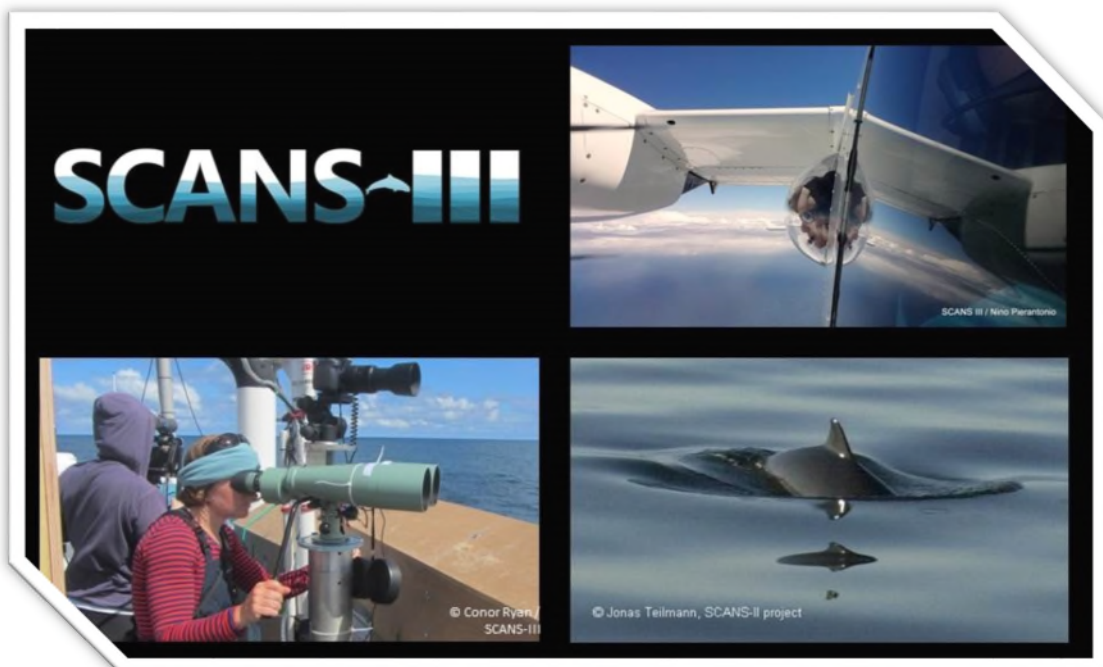 SCANS-III
SCANS III / Nino Pierantonio
© Conor Ryan /
SCANS-III
© Jonas Teilmann, SCANS-II project